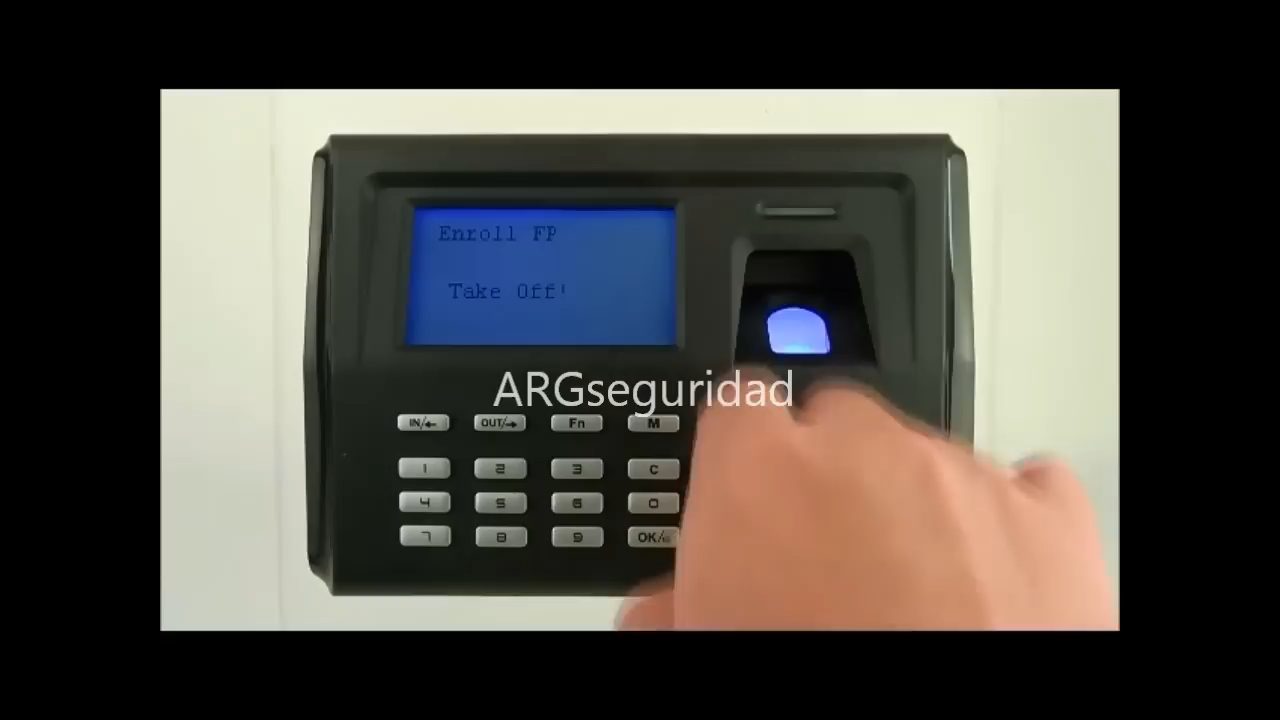 Enroll FP
Take Off!
ARGseguridad
IN/← OUT/→ Fn M
1 2 3 C
4 5 6 0
7 8 9 OK/